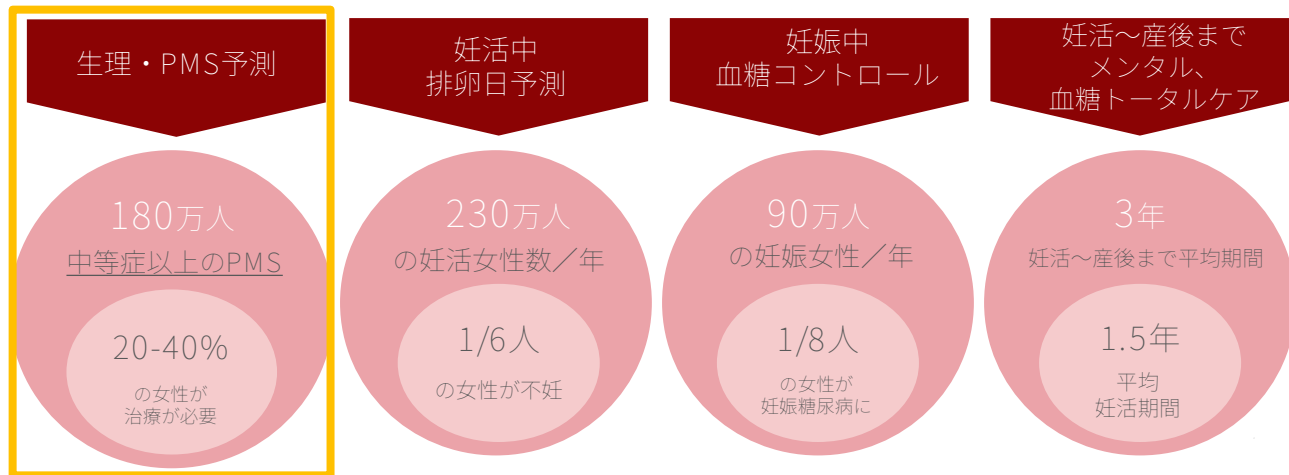 生理・PMS予測
180万人
中等症以上のPMS
20-40%
の女性が
治療が必要
妊活中
排卵日予測
230万人
の妊活女性数／年
1/6人
の女性が不妊
妊娠中
血糖コントロール
90万人
の妊娠女性／年
1/8人
の女性が
妊娠糖尿病に
妊活～産後まで
メンタル、
血糖トータルケア
3年
妊活～産後まで平均期間
1.5年
平均
妊活期間